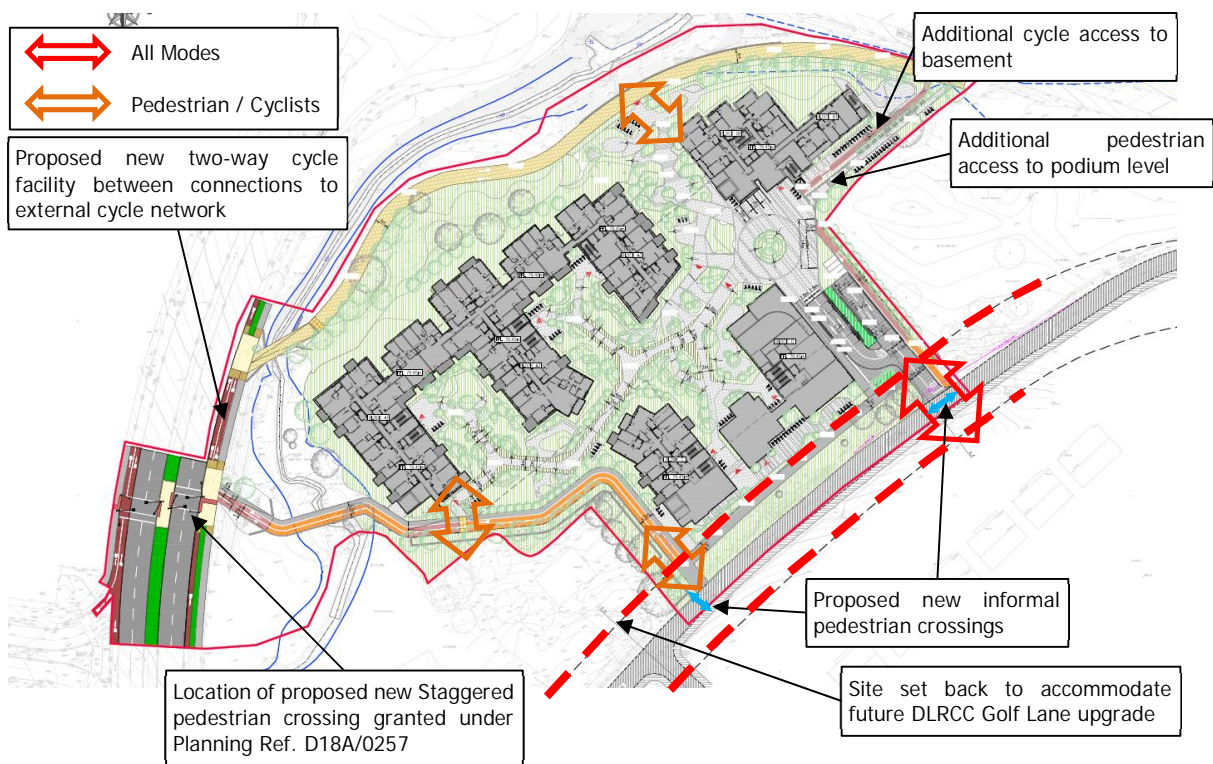 All Modes
Pedestrian / Cyclists
Additional cycle access to
basement
Proposed new two-way cycle
facility between connections to
external cycle network
Additional pedestrian
access to podium level
Proposed new informal
pedestrian crossings
Location of proposed new Staggered
pedestrian crossing granted under
Planning Ref. D18A/0257
Site set back to accommodate
future DLRCC Golf Lane upgrade